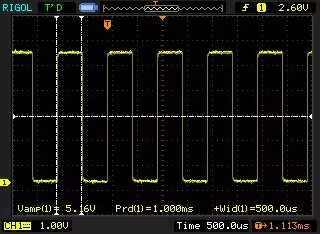 RIGOL T'D T f 1 2.60V
T
1
Vamp(1)= 5.16V Prd(1)=1.000ms +Wid(1)=500.0us
CH1 1.00V Time 500.0us T→1.113ms